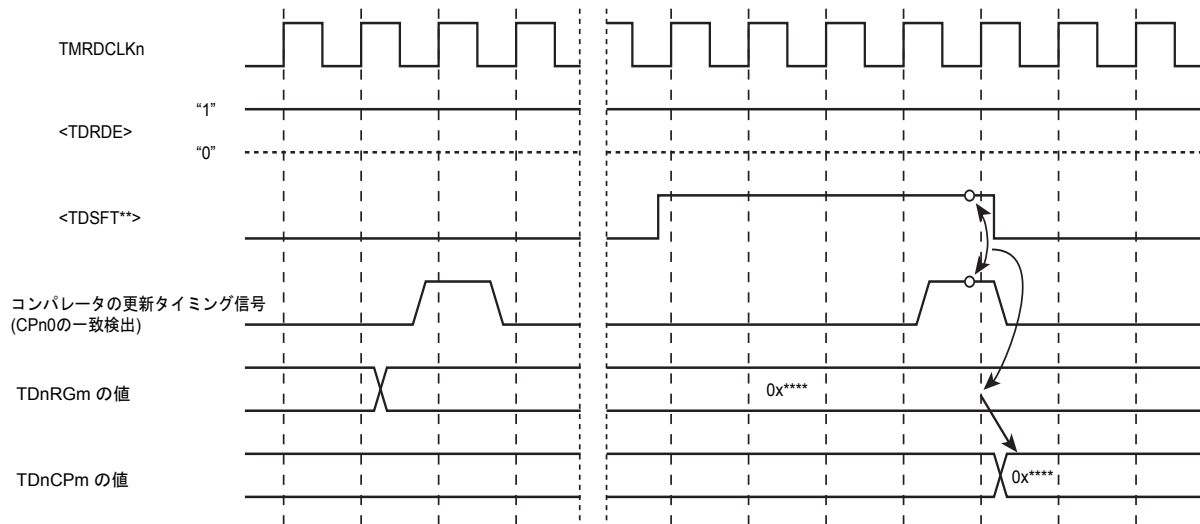 TMRDCLKn
“1”
<TDRDE>
“0”
<TDSFT**>
コンパレータの更新タイミング信号
(CPn0の一致検出)
TDnRGm の値
0x****
TDnCPm の値
0x****